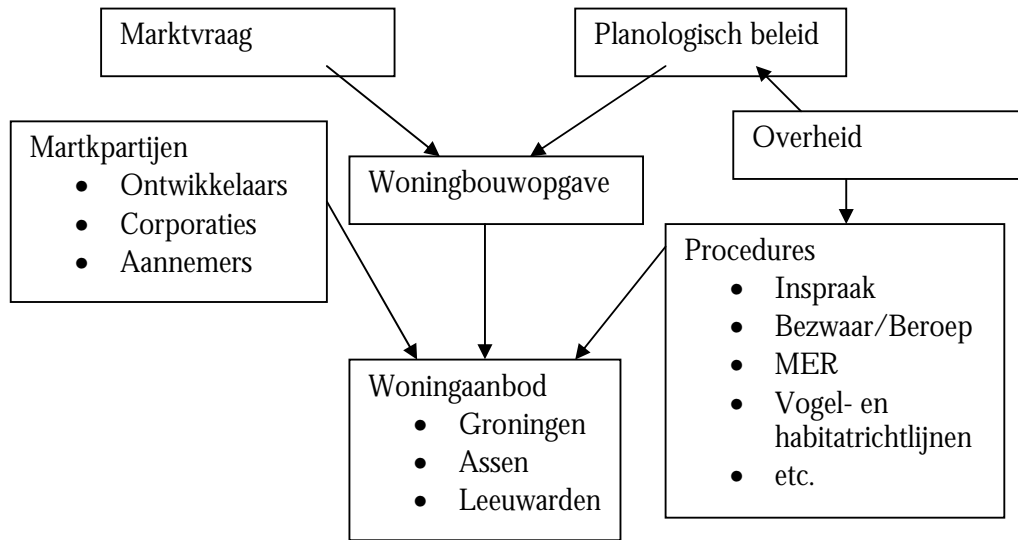 Marktvraag
Planologisch beleid
Martkpartijen
• Ontwikkelaars
• Corporaties
• Aannemers
Woningbouwopgave
Overheid
Procedures
• Inspraak
• Bezwaar/Beroep
• MER
• Vogel- en
habitatrichtlijnen
• etc.
Woningaanbod
• Groningen
• Assen
• Leeuwarden